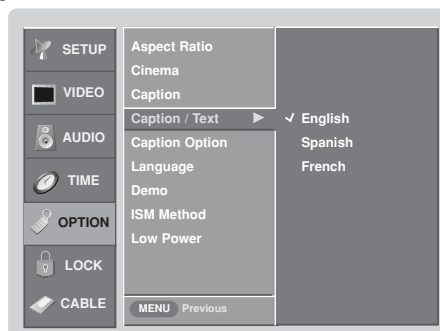 SETUP
VIDEO
AUDIO
TIME
OPTION
LOCK
CABLE
Aspect Ratio
Cinema
Caption
Caption / Text ►
Caption Option
Language
Demo
ISM Method
Low Power
MENU Previous
✓ English
Spanish
French